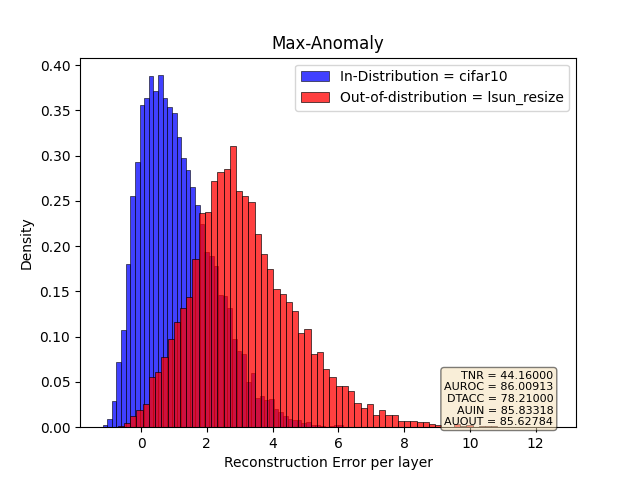 Max-Anomaly
In-Distribution = cifar10
Out-of-distribution = lsun_resize
Density
0.40
0.35
0.30
0.25
0.20
0.15
0.10
0.05
0.00
TNR = 44.16000
AUROC = 86.00913
DTACC = 78.21000
AUIN = 85.83318
AUOUT = 85.62784
0 2 4 6 8 10 12
Reconstruction Error per layer